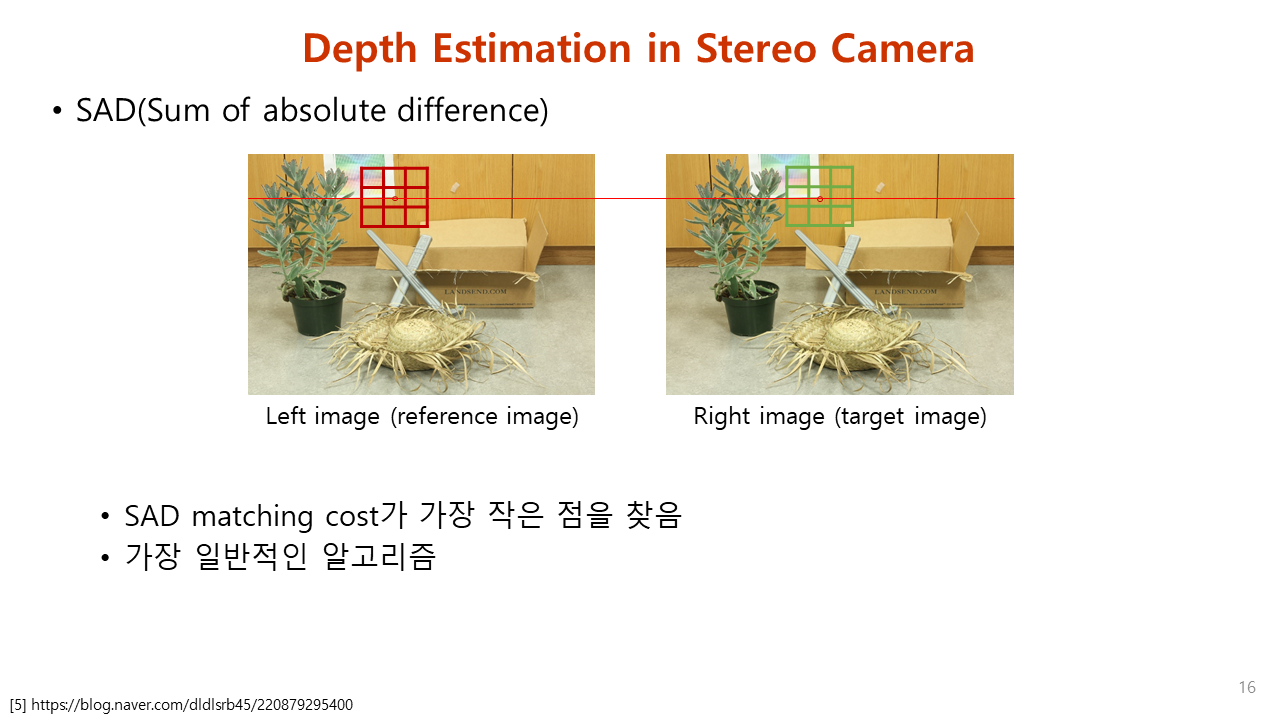 Depth Estimation in Stereo Camera
• SAD(Sum of absolute difference)
LANDSEND.COM
LANDSEND.COM
Left image (reference image)
Right image (target image)
• SAD matching cost가 가장 작은 점을 찾음
• 가장 일반적인 알고리즘
16
[5] https://blog.naver.com/dldlsrb45/220879295400